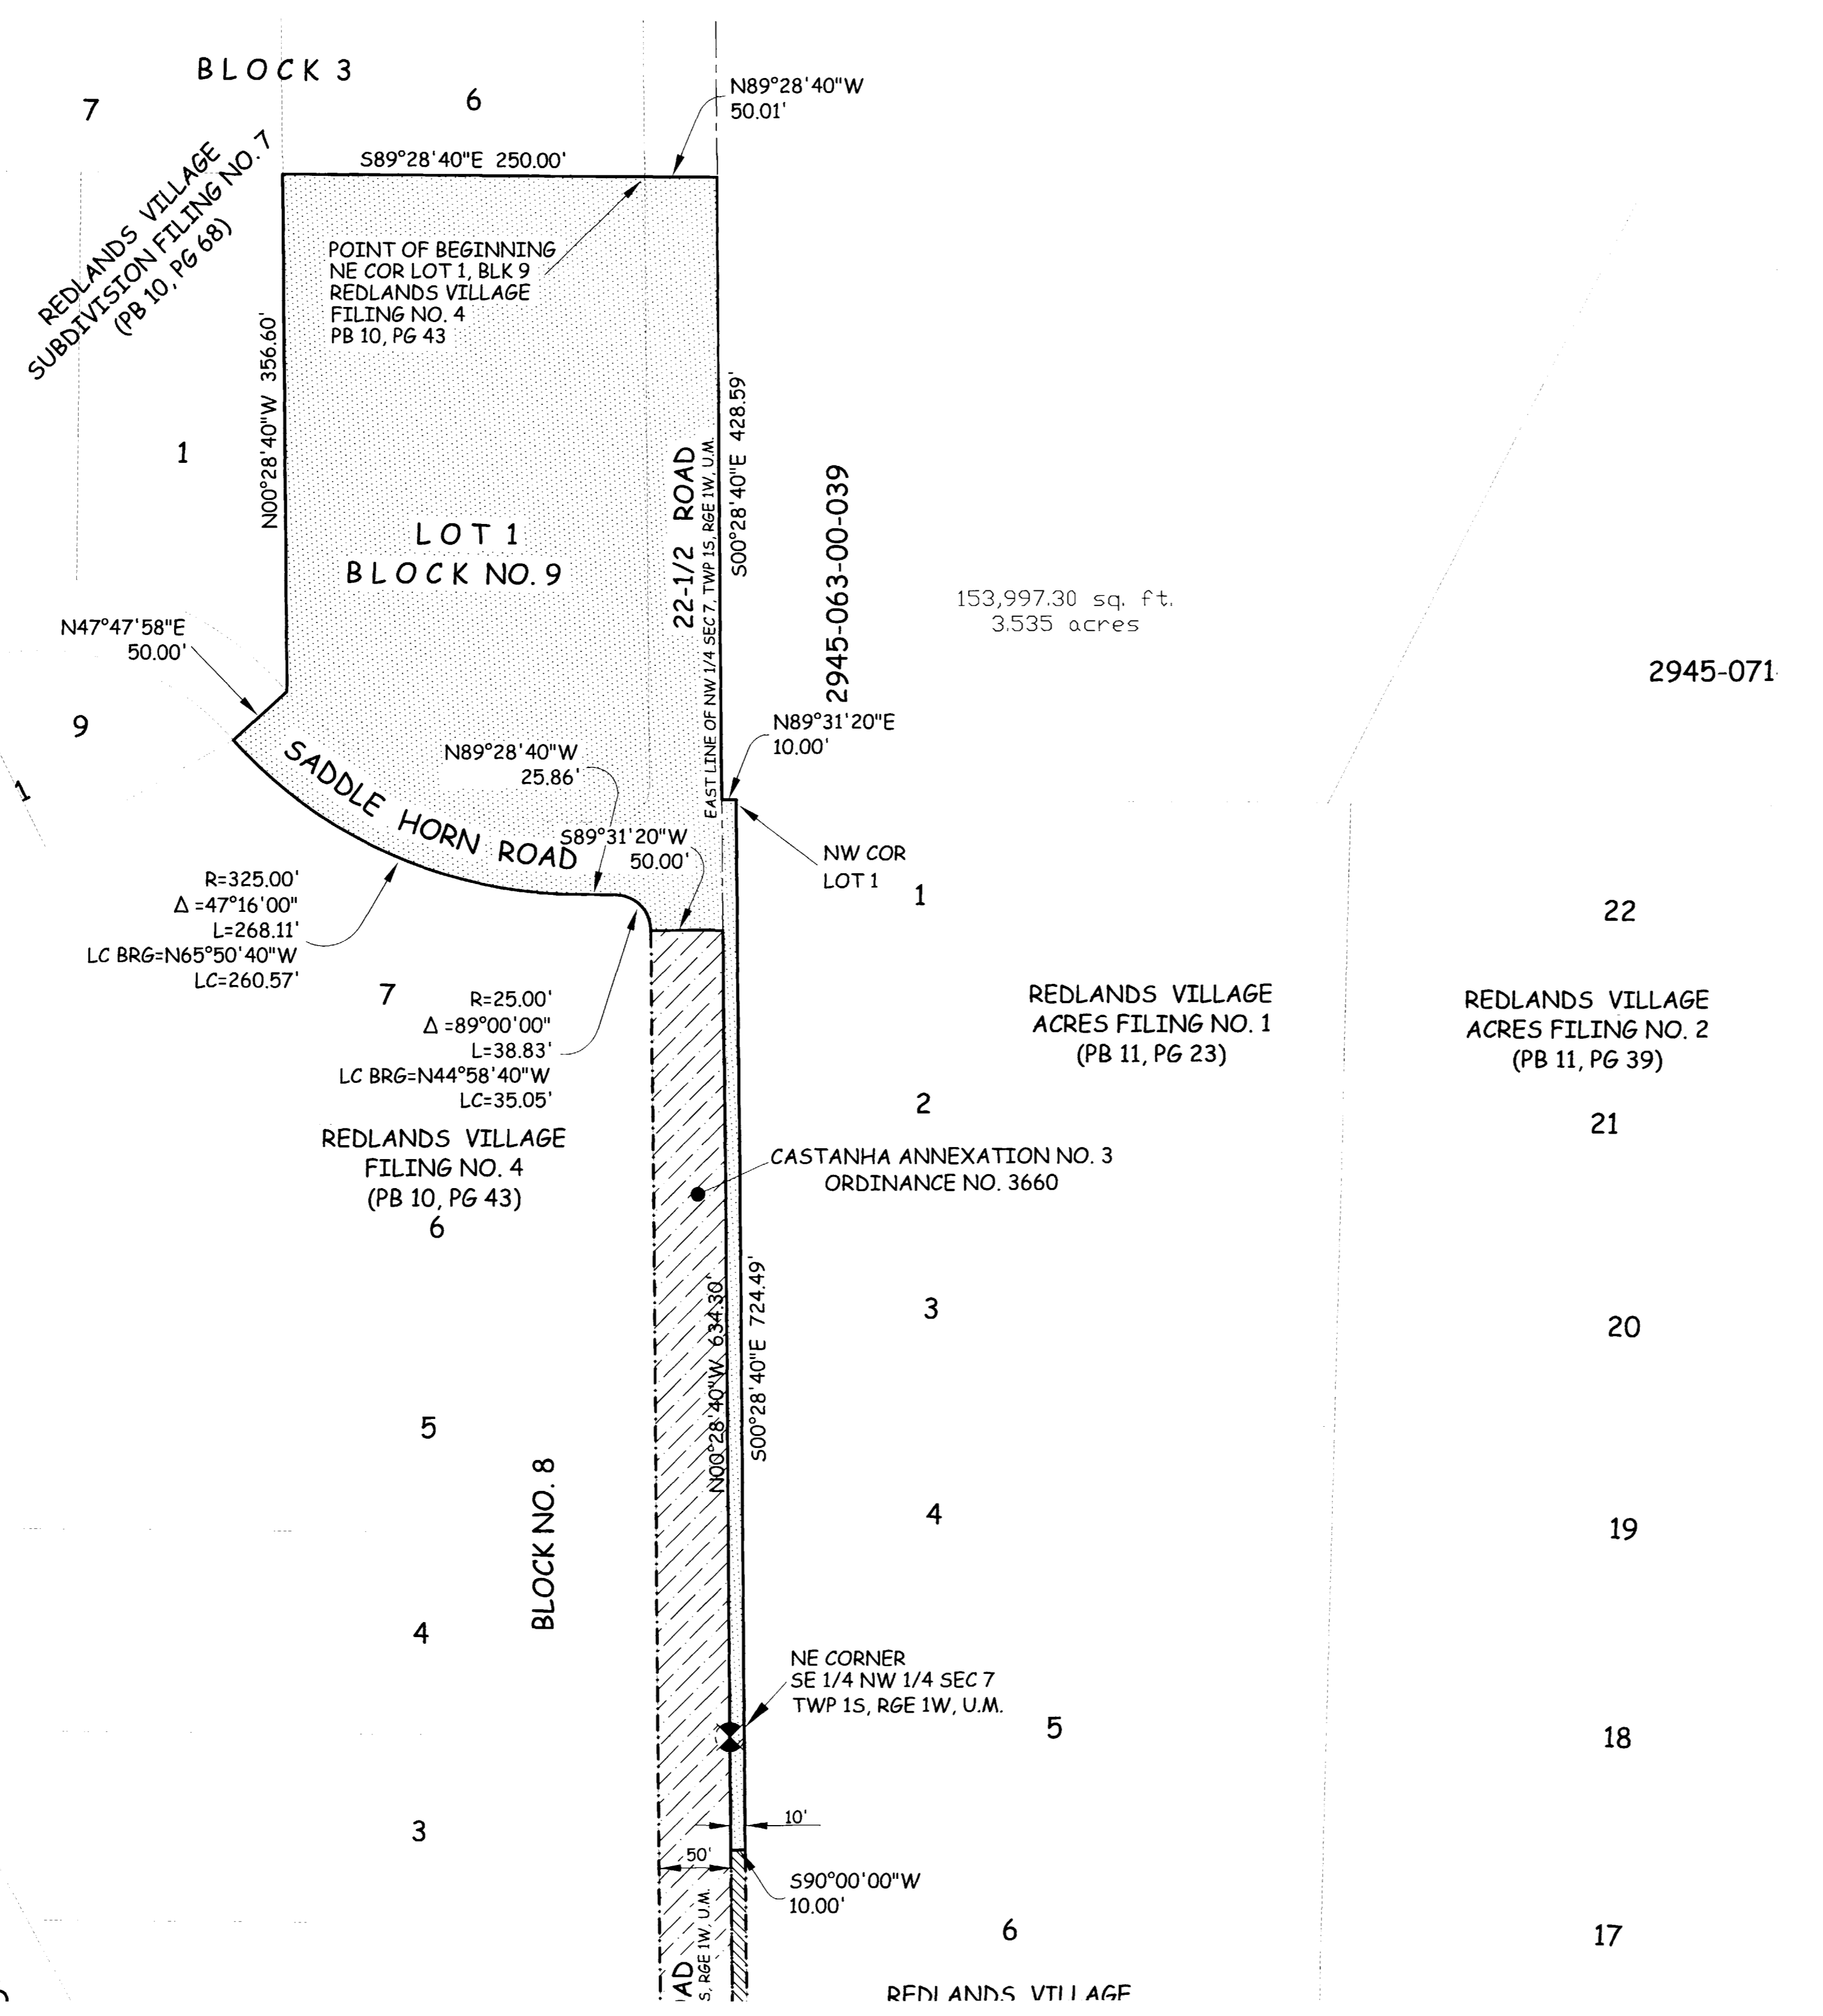 BLOCK 3
7
6
N89°28'40"W
50.01'
S89°28'40"E 250.00'
REDLANDS VILLAGE
SUBDIVISION FILING NO. 7
(PB 10, PG 68)
POINT OF BEGINNING
NE COR LOT 1, BLK 9
REDLANDS VILLAGE
FILING NO. 4
PB 10, PG 43
N00°28'40"W 356.60'
1
LOT 1
BLOCK NO. 9
22-1/2 ROAD
EAST LINE OF NW 1/4 SEC 7, TWP 1S, RGE 1W, U.M.
S00°28'40"E 428.59'
2945-063-00-039
153,997.30 sq. ft.
3.535 acres
2945-071-
N47°47'58"E
50.00'
9
1
SADDLE HORN ROAD
N89°28'40"W
25.86'
N89°31'20"E
10.00'
S89°31'20"W
50.00'
NW COR
LOT 1
1
22
R=325.00'
Δ =47°16'00"
L=268.11'
LC BRG=N65°50'40"W
LC=260.57'
7
R=25.00'
Δ =89°00'00"
L=38.83'
LC BRG=N44°58'40"W
LC=35.05'
REDLANDS VILLAGE
ACRES FILING NO. 1
(PB 11, PG 23)
REDLANDS VILLAGE
ACRES FILING NO. 2
(PB 11, PG 39)
2
21
REDLANDS VILLAGE
FILING NO. 4
(PB 10, PG 43)
6
CASTANHA ANNEXATION NO. 3
ORDINANCE NO. 3660
N00°28'40"W 634.30'
S00°28'40"E 724.49'
3
20
5
BLOCK NO. 8
4
19
4
NE CORNER
SE 1/4 NW 1/4 SEC 7
TWP 1S, RGE 1W, U.M.
5
18
3
10'
50'
S90°00'00"W
10.00'
6
17
OAD
S, RGE 1W, U.M.
REDLANDS VILLAGE